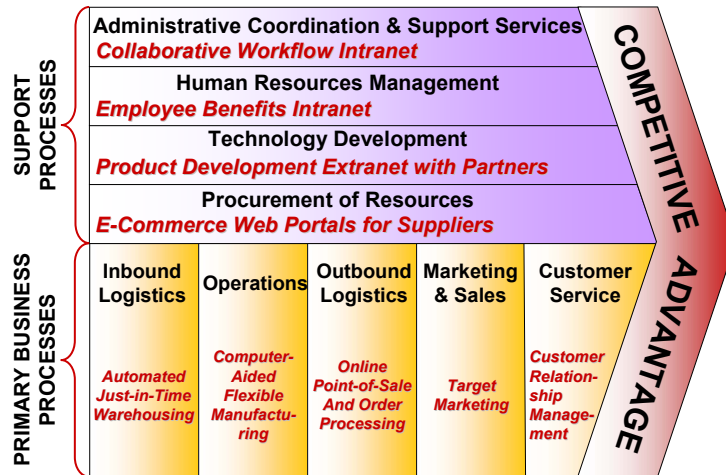 SUPPORT
PROCESSES
Administrative Coordination & Support Services
Collaborative Workflow Intranet
Human Resources Management
Employee Benefits Intranet
Technology Development
Product Development Extranet with Partners
Procurement of Resources
E-Commerce Web Portals for Suppliers
PRIMARY BUSINESS
PROCESSES
Inbound
Logistics
Automated
Just-in-Time
Warehousing
Operations
Computer-
Aided
Flexible
Manufactu-
ring
Outbound
Logistics
Online
Point-of-Sale
And Order
Processing
Marketing
& Sales
Target
Marketing
Customer
Service
Customer
Relation-
ship
Manage-
ment
COMPETITIVE
ADVANTAGE